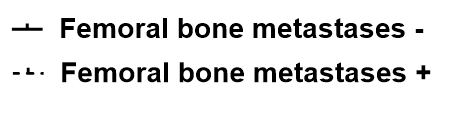 Femoral bone metastases -
Femoral bone metastases +